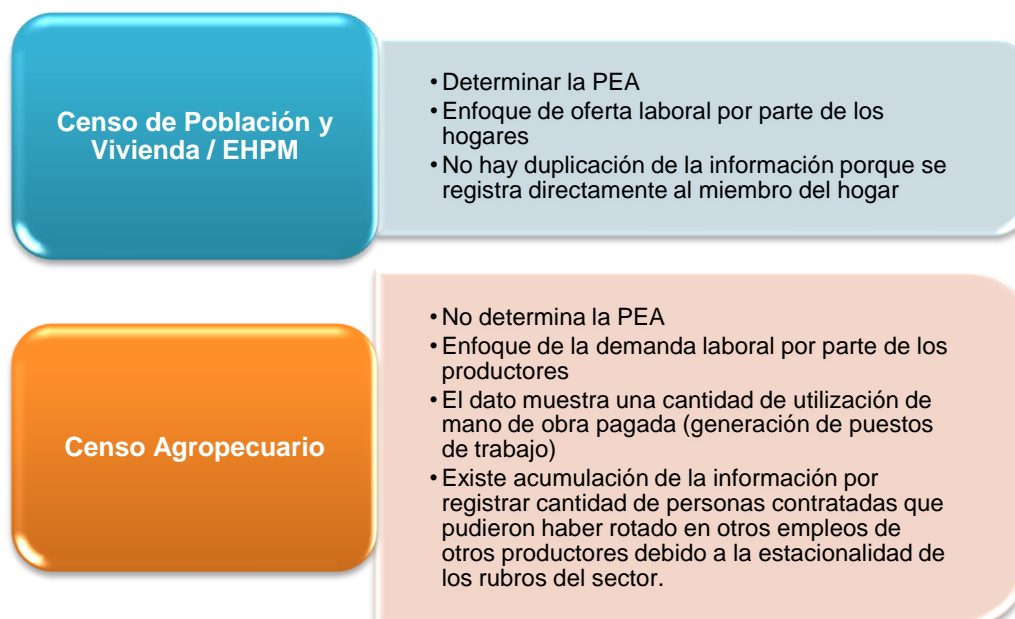 Censo de Población y
Vivienda / EHPM
• Determinar la PEA
• Enfoque de oferta laboral por parte de los
hogares
• No hay duplicación de la información porque se
registra directamente al miembro del hogar
Censo Agropecuario
• No determina la PEA
• Enfoque de la demanda laboral por parte de los
productores
• El dato muestra una cantidad de utilización de
mano de obra pagada (generación de puestos
de trabajo)
• Existe acumulación de la información por
registrar cantidad de personas contratadas que
pudieron haber rotado en otros empleos de
otros productores debido a la estacionalidad de
los rubros del sector.